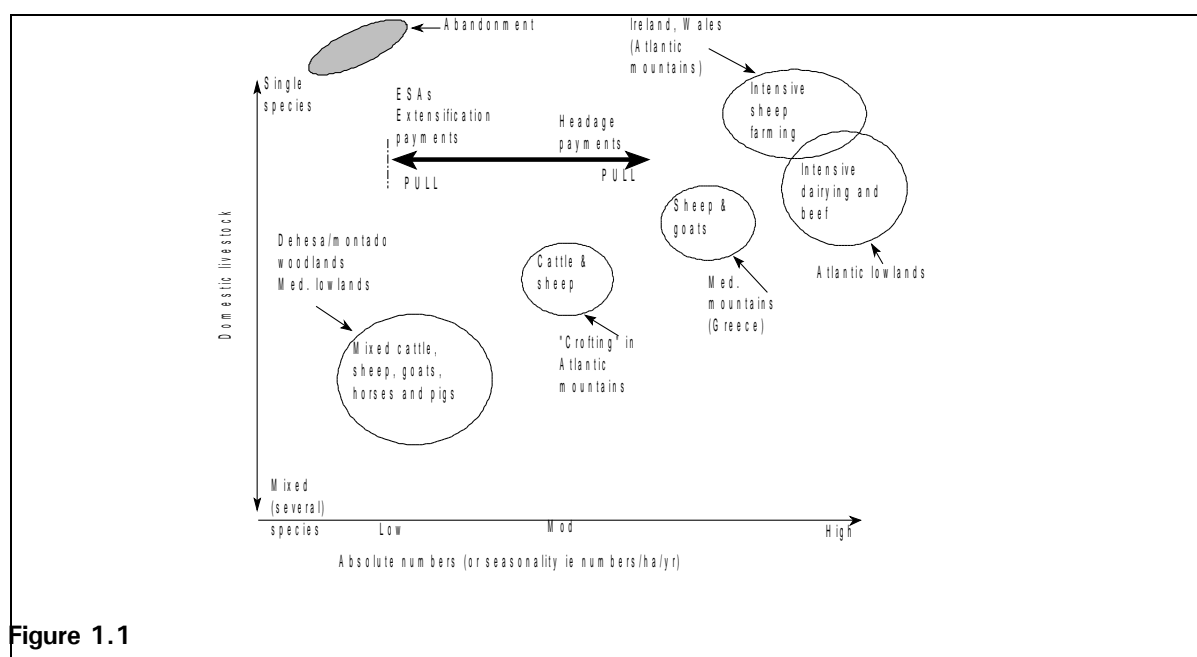 Abandonment
Ireland, Wales
(Atlantic
mountains)
Single
species
ESAs
Extensification
payments
Headage
payments
Intensive
sheep
farming
PULL
PULL
Intensive
dairying and
beef
Sheep &
goats
Domestic livestock
Dehesa/montado
woodlands
Med. lowlands
Cattle &
sheep
Atlantic lowlands
Med.
mountains
(Greece)
"Crofting" in
Atlantic
mountains
Mixed cattle,
sheep, goats,
horses and pigs
Mixed
(several)
species
Low
Mod
High
Absolute numbers (or seasonality ie numbers/ha/yr)
Figure 1.1